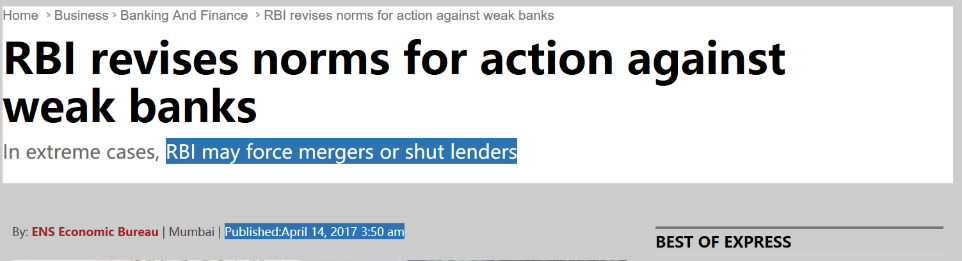 Home > Business > Banking And Finance > RBI revises norms for action against weak banks
RBI revises norms for action against
weak banks
In extreme cases, RBI may force mergers or shut lenders
By: ENS Economic Bureau | Mumbai | Published:April 14, 2017 3:50 am
BEST OF EXPRESS